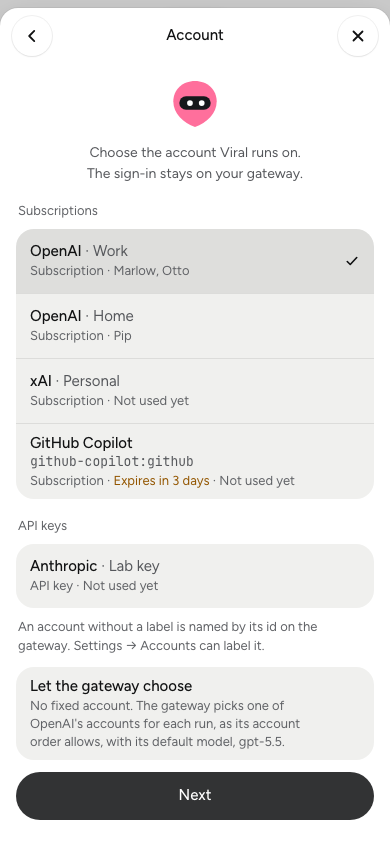 Account
Choose the account Viral runs on.
The sign-in stays on your gateway.
Subscriptions
OpenAI · Work
Subscription · Marlow, Otto
OpenAI · Home
Subscription · Pip
xAI · Personal
Subscription · Not used yet
GitHub Copilot
github-copilot:github
Subscription · Expires in 3 days · Not used yet
API keys
Anthropic · Lab key
API key · Not used yet
An account without a label is named by its id on the
gateway. Settings → Accounts can label it.
Let the gateway choose
No fixed account. The gateway picks one of
OpenAI's accounts for each run, as its account
order allows, with its default model, gpt-5.5.
Next